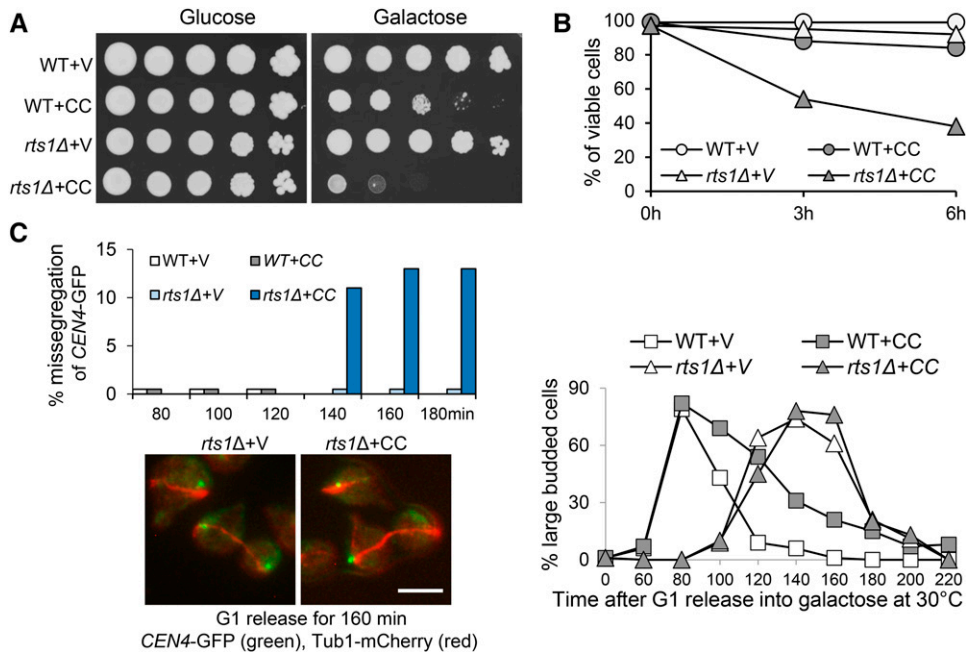 A
Glucose Galactose
WT+V
WT+CC
rts1Δ+V
rts1Δ+CC
B
% of viable cells
100
80
60
40
20
0
WT+V WT+CC
rts1Δ+V rts1Δ+CC
0h 3h 6h
C
% missegregation
of CEN4-GFP
15
10
5
0
WT+V WT+CC
rts1Δ+V rts1Δ+CC
80 100 120 140 160 180min
rts1Δ+V rts1Δ+CC
G1 release for 160 min
CEN4-GFP (green), Tub1-mCherry (red)
WT+V WT+CC
rts1Δ+V rts1Δ+CC
% large budded cells
90
60
30
0
0 60 80 100 120 140 160 180 200 220
Time after G1 release into galactose at 30°C